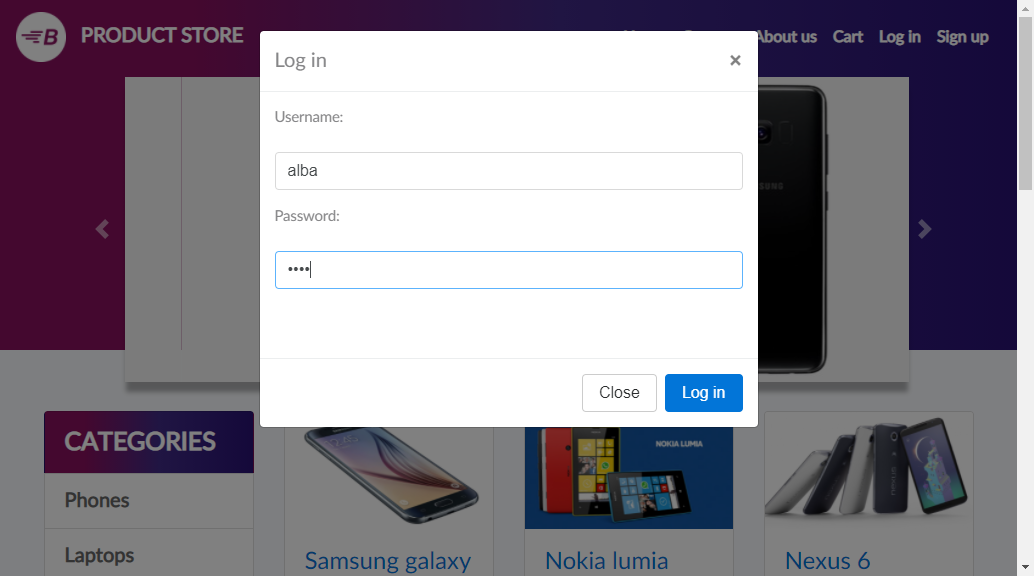 PRODUCT STORE
About us
Cart
Log in
Sign up
Log in
×
Username:
alba
Password:
••••
Close
Log in
SAMSUNG
CATEGORIES
Phones
Laptops
NOKIA LUMIA
Samsung galaxy
Nokia lumia
Nexus 6